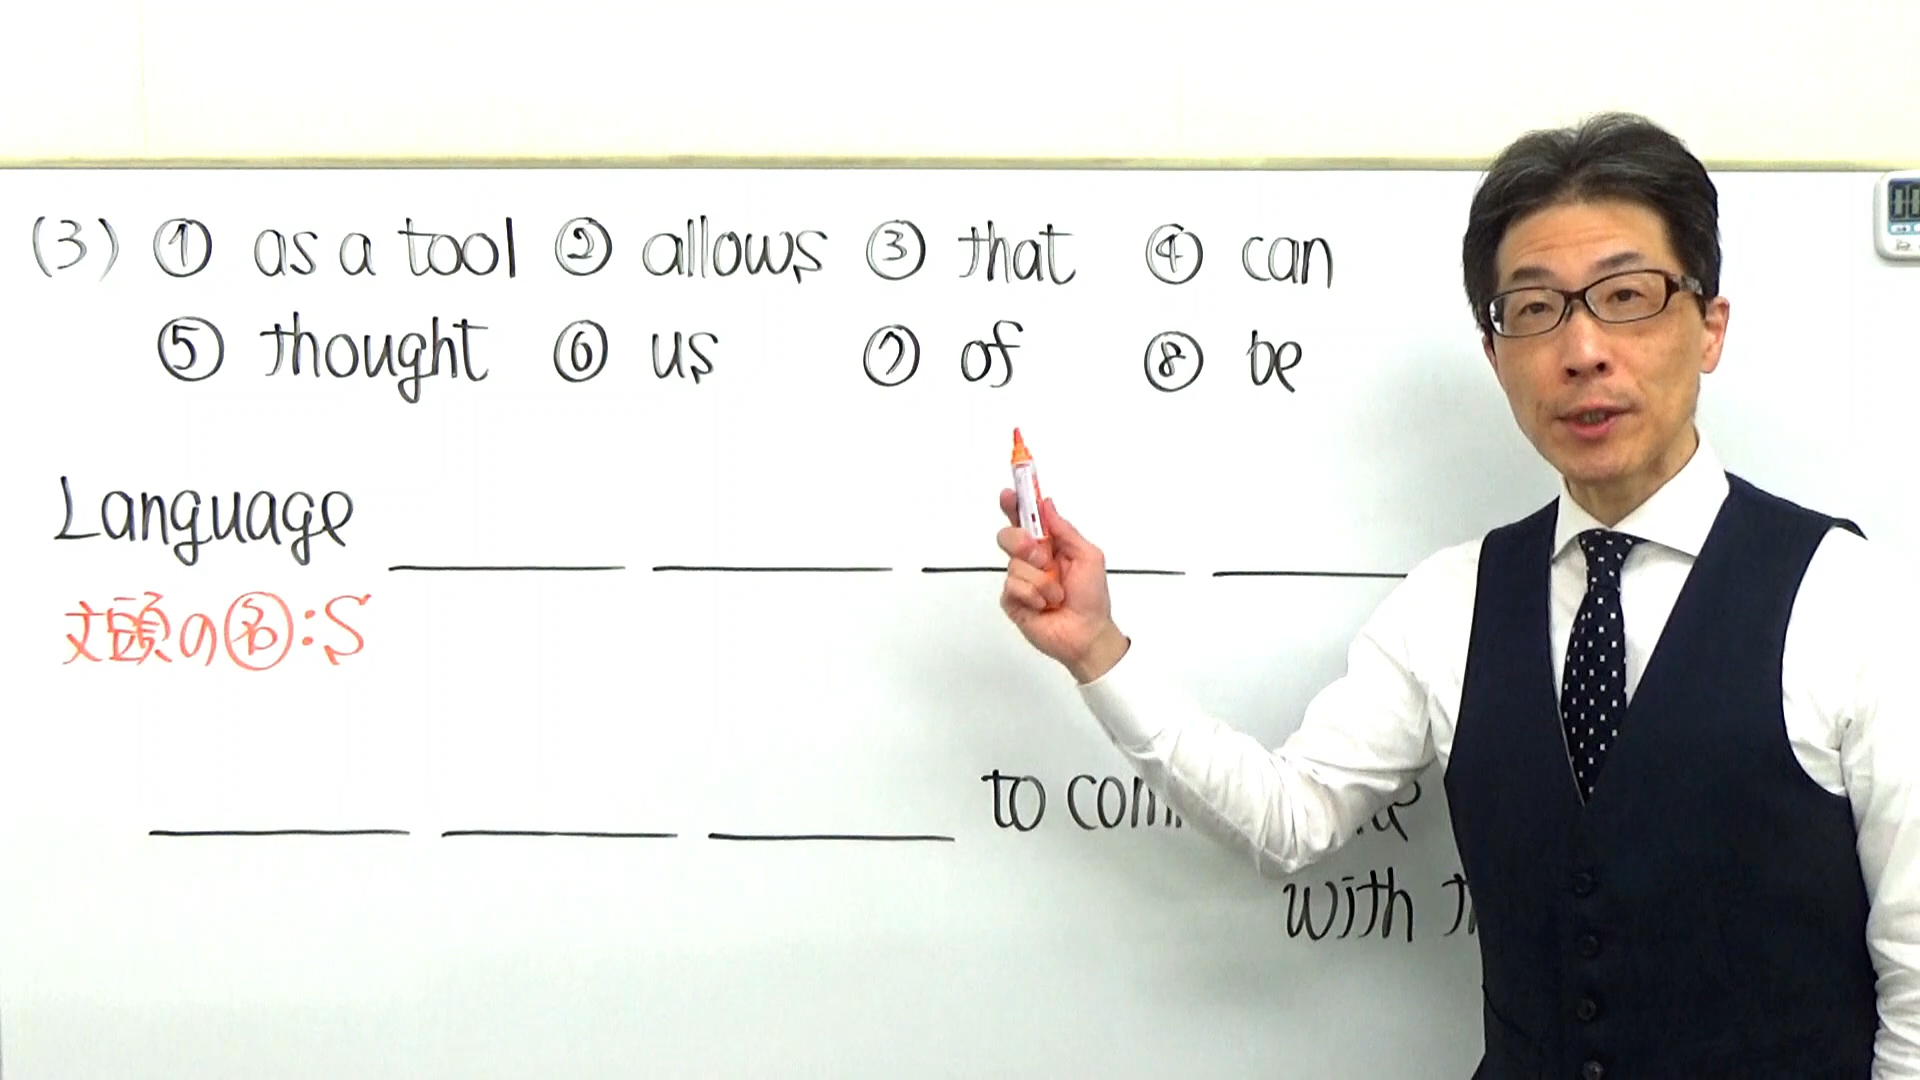 (3) ① as a tool ② allows ③ that ④ can
⑤ thought ⑥ us ⑦ of ⑧ be
Language
文頭の名:S
to
with